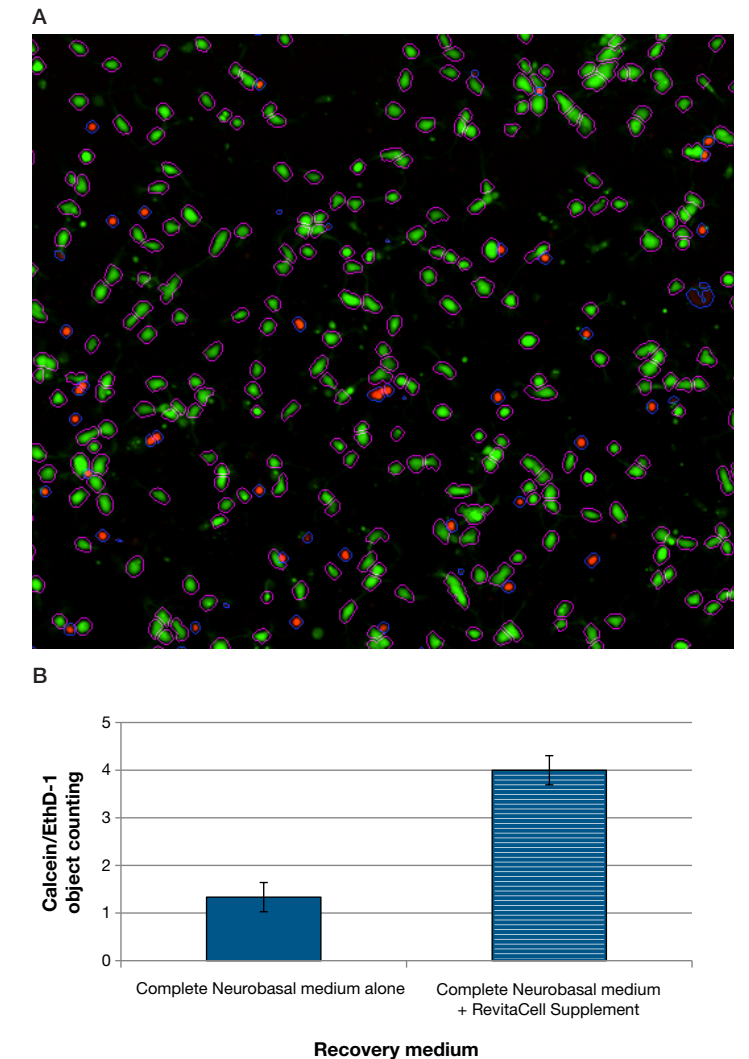 A
B
Calcein/EthD-1
object counting
5
4
3
2
1
0
Complete Neurobasal medium alone
Complete Neurobasal medium
+ RevitaCell Supplement
Recovery medium